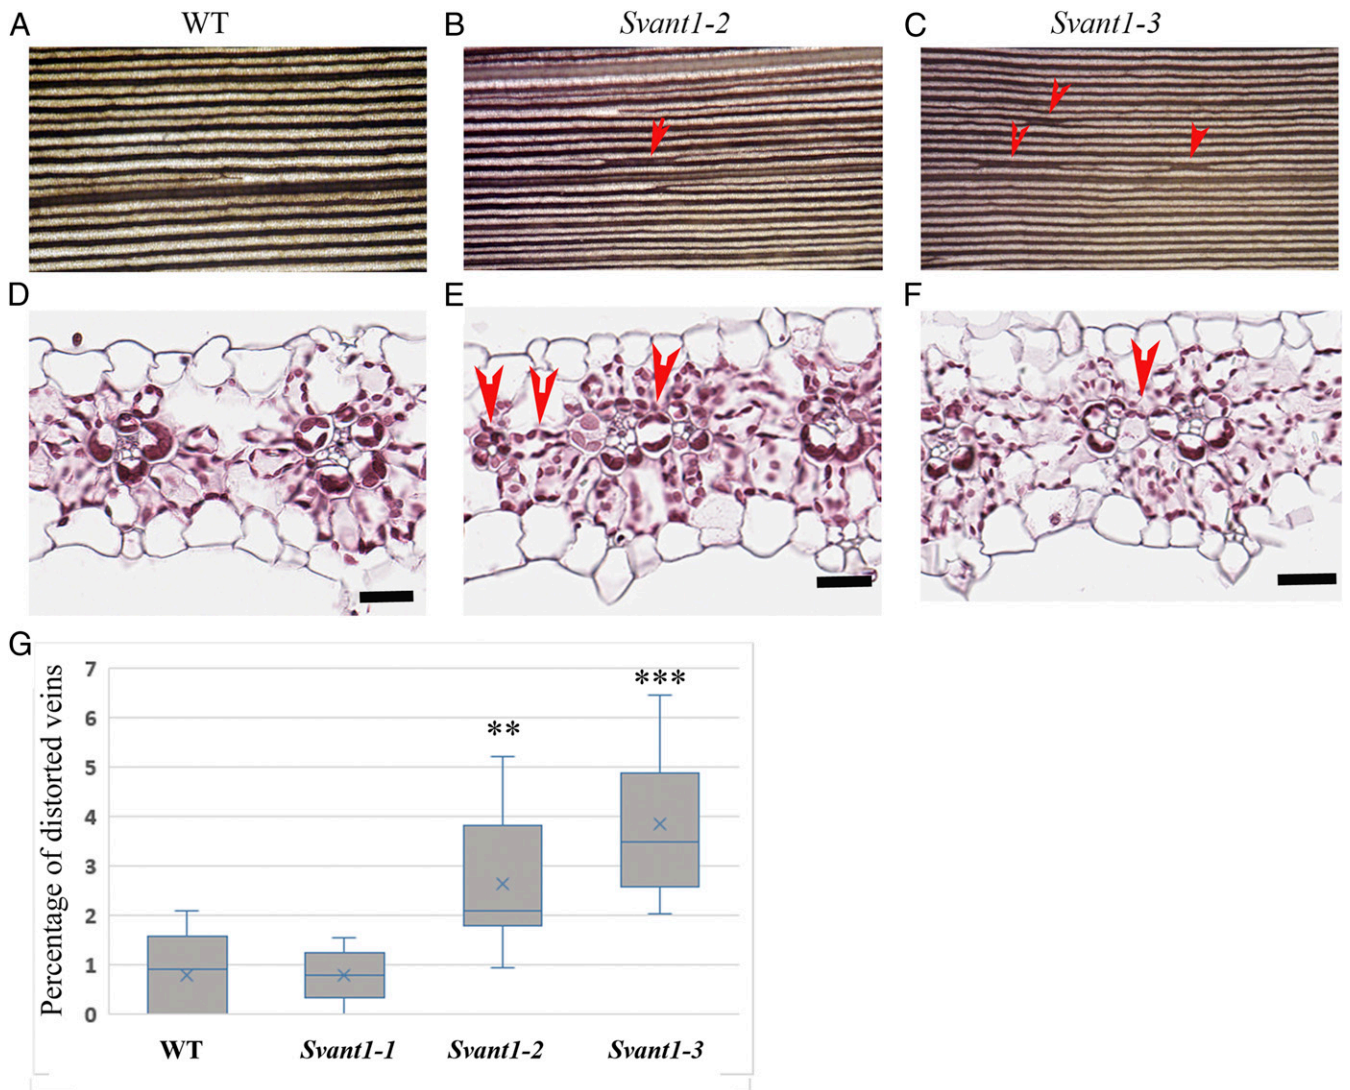 A WT B Svant1-2 C Svant1-3
D E F
G
Percentage of distorted veins
7
6
5
4
3
2
1
0
** ***
WT Svant1-1 Svant1-2 Svant1-3